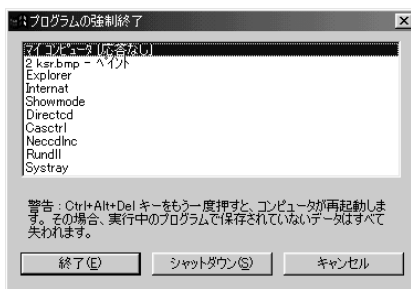 プログラムの強制終了
マイ コンピュータ [応答なし]
2 ksr.bmp - ペイント
Explorer
Internat
Showmode
Directcd
Casctrl
NeccdInc
Rundll
Systray
警告 : Ctrl+Alt+Del キーをもう一度押すと、コンピュータが再起動しま
す。その場合、実行中のプログラムで保存されていないデータはすべて
失われます。
終了(E)
シャットダウン(S)
キャンセル